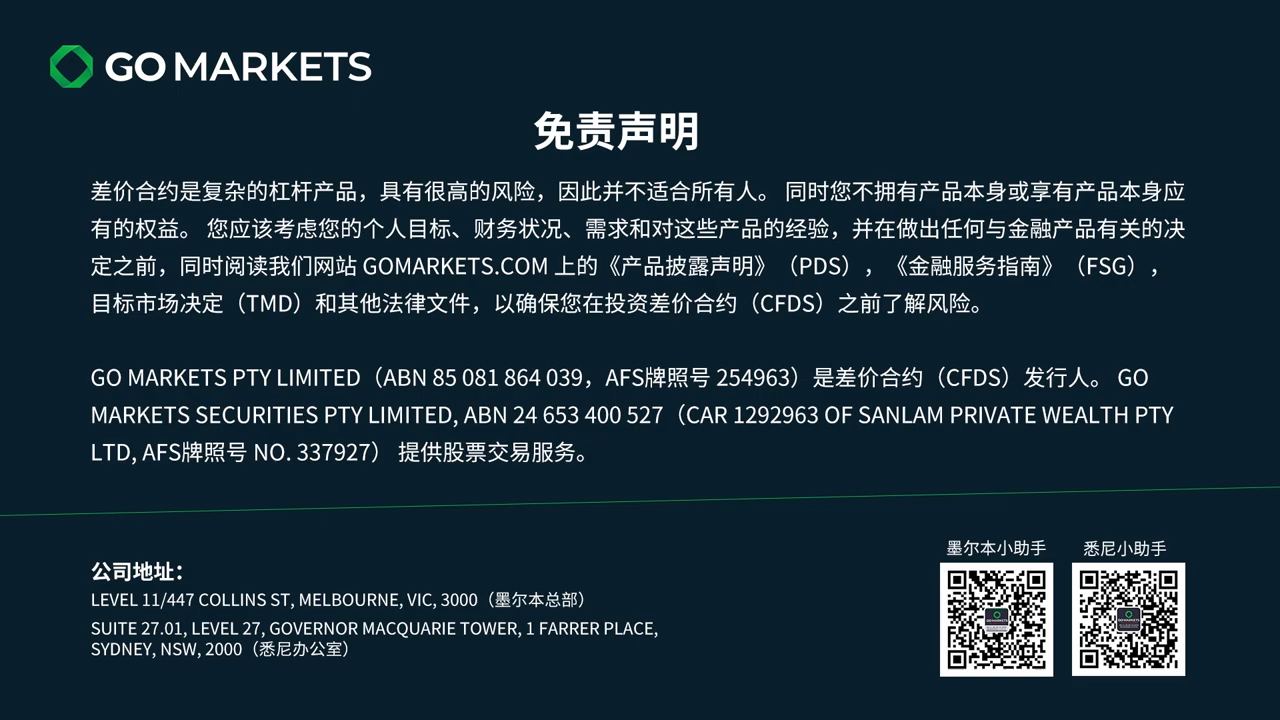 GO MARKETS
免责声明
差价合约是复杂的杠杆产品，具有很高的风险，因此并不适合所有人。 同时您不拥有产品本身或享有产品本身应
有的权益。 您应该考虑您的个人目标、财务状况、需求和对这些产品的经验，并在做出任何与金融产品有关的决
定之前，同时阅读我们网站 GOMARKETS.COM 上的《产品披露声明》（PDS），《金融服务指南》（FSG），
目标市场决定（TMD）和其他法律文件，以确保您在投资差价合约（CFDS）之前了解风险。
GO MARKETS PTY LIMITED（ABN 85 081 864 039，AFS牌照号 254963）是差价合约（CFDS）发行人。 GO
MARKETS SECURITIES PTY LIMITED, ABN 24 653 400 527（CAR 1292963 OF SANLAM PRIVATE WEALTH PTY
LTD, AFS牌照号 NO. 337927） 提供股票交易服务。
墨尔本小助手
悉尼小助手
公司地址：
LEVEL 11/447 COLLINS ST, MELBOURNE, VIC, 3000（墨尔本总部）
SUITE 27.01, LEVEL 27, GOVERNOR MACQUARIE TOWER, 1 FARRER PLACE,
SYDNEY, NSW, 2000（悉尼办公室）